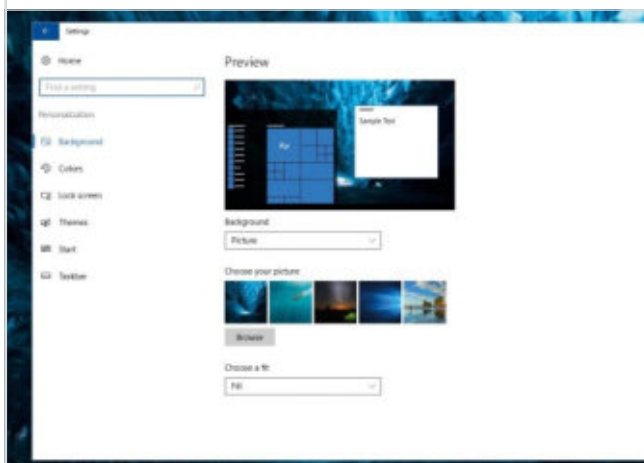 Settings
Home
Find a setting
Personalization
Background
Colors
Lock screen
Themes
Start
Taskbar
Preview
Sample Text
Aa
Background
Picture
Choose your picture
Browse
Choose a fit
Fill